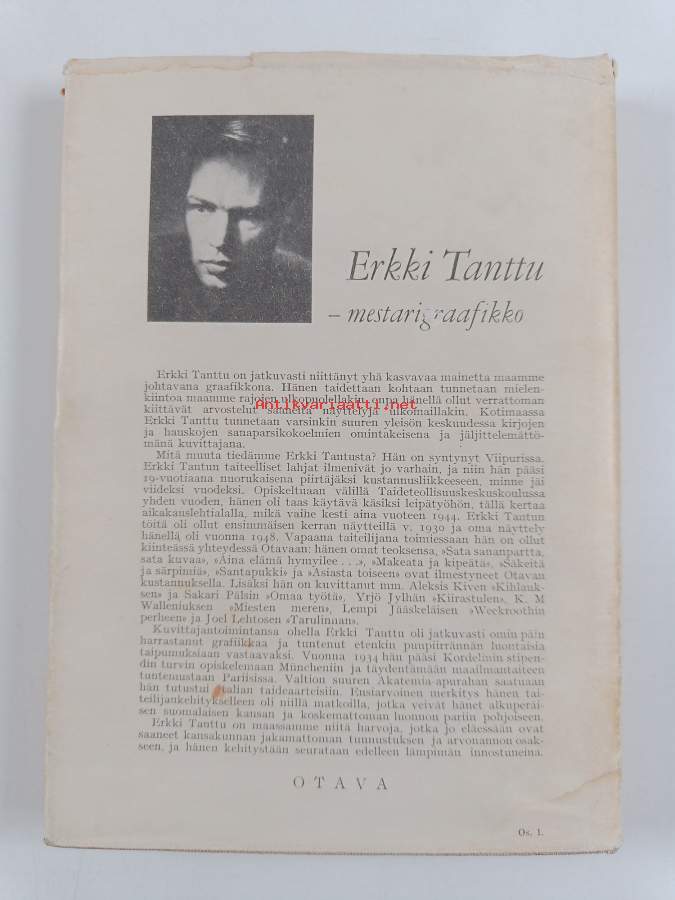 Erkki Tanttu
– mestarigraafikko
Erkki Tanttu on jatkuvasti niittänyt yhä kasvavaa mainetta maamme
johtavana graafikkona. Hänen taidettaan kohtaan tunnetaan mielen-
kiintoa maamme rajojen ulkopuolellakin, onpa hänellä ollut verrattoman
Antikvariaatti.net
kiittävät arvostelut saaneita näyttelyjä ulkomaillakin. Kotimaassa
Erkki Tanttu tunnetaan varsinkin suuren yleisön keskuudessa kirjojen
ja hauskojen sanaparsikokoelmien omintakeisena ja jäljittelemättö-
mänä kuvittajana.
Mitä muuta tiedämme Erkki Tantusta? Hän on syntynyt Viipurissa.
Erkki Tantun taiteelliset lahjat ilmenivät jo varhain, ja niin hän pääsi
19-vuotiaana nuorukaisena piirtäjäksi kustannusliikkeeseen, minne jäi
viideksi vuodeksi. Opiskeltuaan välillä Taideteollisuuskeskuskoulussa
yhden vuoden, hänen oli taas käytävä käsiksi leipätyöhön, tällä kertaa
aikakauslehtialalla, mikä vaihe kesti aina vuoteen 1944. Erkki Tantun
töitä oli ollut ensimmäisen kerran näytteillä v. 1930 ja oma näyttely
hänellä oli vuonna 1948. Vapaana taiteilijana toimiessaan hän on ollut
kiinteässä yhteydessä Otavaan: hänen omat teoksensa, »Sata sananpartta,
sata kuvaa», »Äina elämä hymyilee . . .», »Makeata ja kipeätä», »Säkeitä
ja särpimiä», »Santapukki» ja »Asiasta toiseen» ovat ilmestyneet Otavan
kustannuksella. Lisäksi hän on kuvittanut mm. Aleksis Kiven »Kihlauk-
sen» ja Sakari Pälsin »Omaa työtä», Yrjö Jylhän »Kiirastulen», K. M
Walleniuksen »Miesten meren», Lempi Jääskeläisen »Weckroothin
perheen» ja Joel Lehtosen »Tarulinnan».
Kuvittajantoimintansa ohella Erkki Tanttu oli jatkuvasti omin päin
harrastanut grafiikkaa ja tuntenut etenkin puupiirrännän luontaisia
taipumuksiaan vastaavaksi. Vuonna 1934 hän pääsi Kordelinin stipen-
din turvin opiskelemaan Müncheniin ja täydentämään maailmantaiteen
tuntemustaan Pariisissa. Valtion suuren Akatemia-apurahan saatuaan
hän tutustui Italian taideaarteisiin. Ensiarvoinen merkitys hänen tai-
teilijankehitykselleen oli niillä matkoilla, jotka veivät hänet alkuperäi-
sen suomalaisen kansan ja koskemattoman luonnon pariin pohjoiseen.
Erkki Tanttu on maassamme niitä harvoja, jotka jo eläessään ovat
saaneet kansakunnan jakamattoman tunnustuksen ja arvonannon osak-
seen, ja hänen kehitystään seurataan edelleen lämpimän innostuneina.
OTAVA
Os. 1.